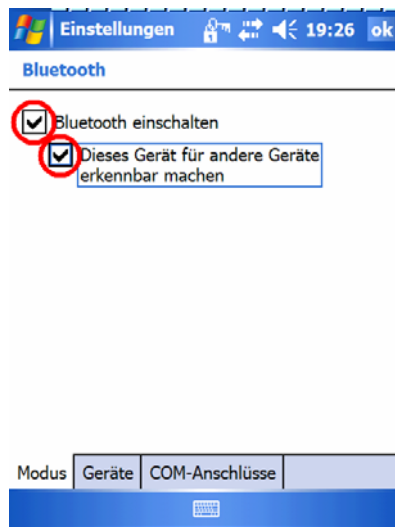 Einstellungen 19:26 ok
Bluetooth
Bluetooth einschalten
Dieses Gerät für andere Geräte
erkennbar machen
Modus Geräte COM-Anschlüsse